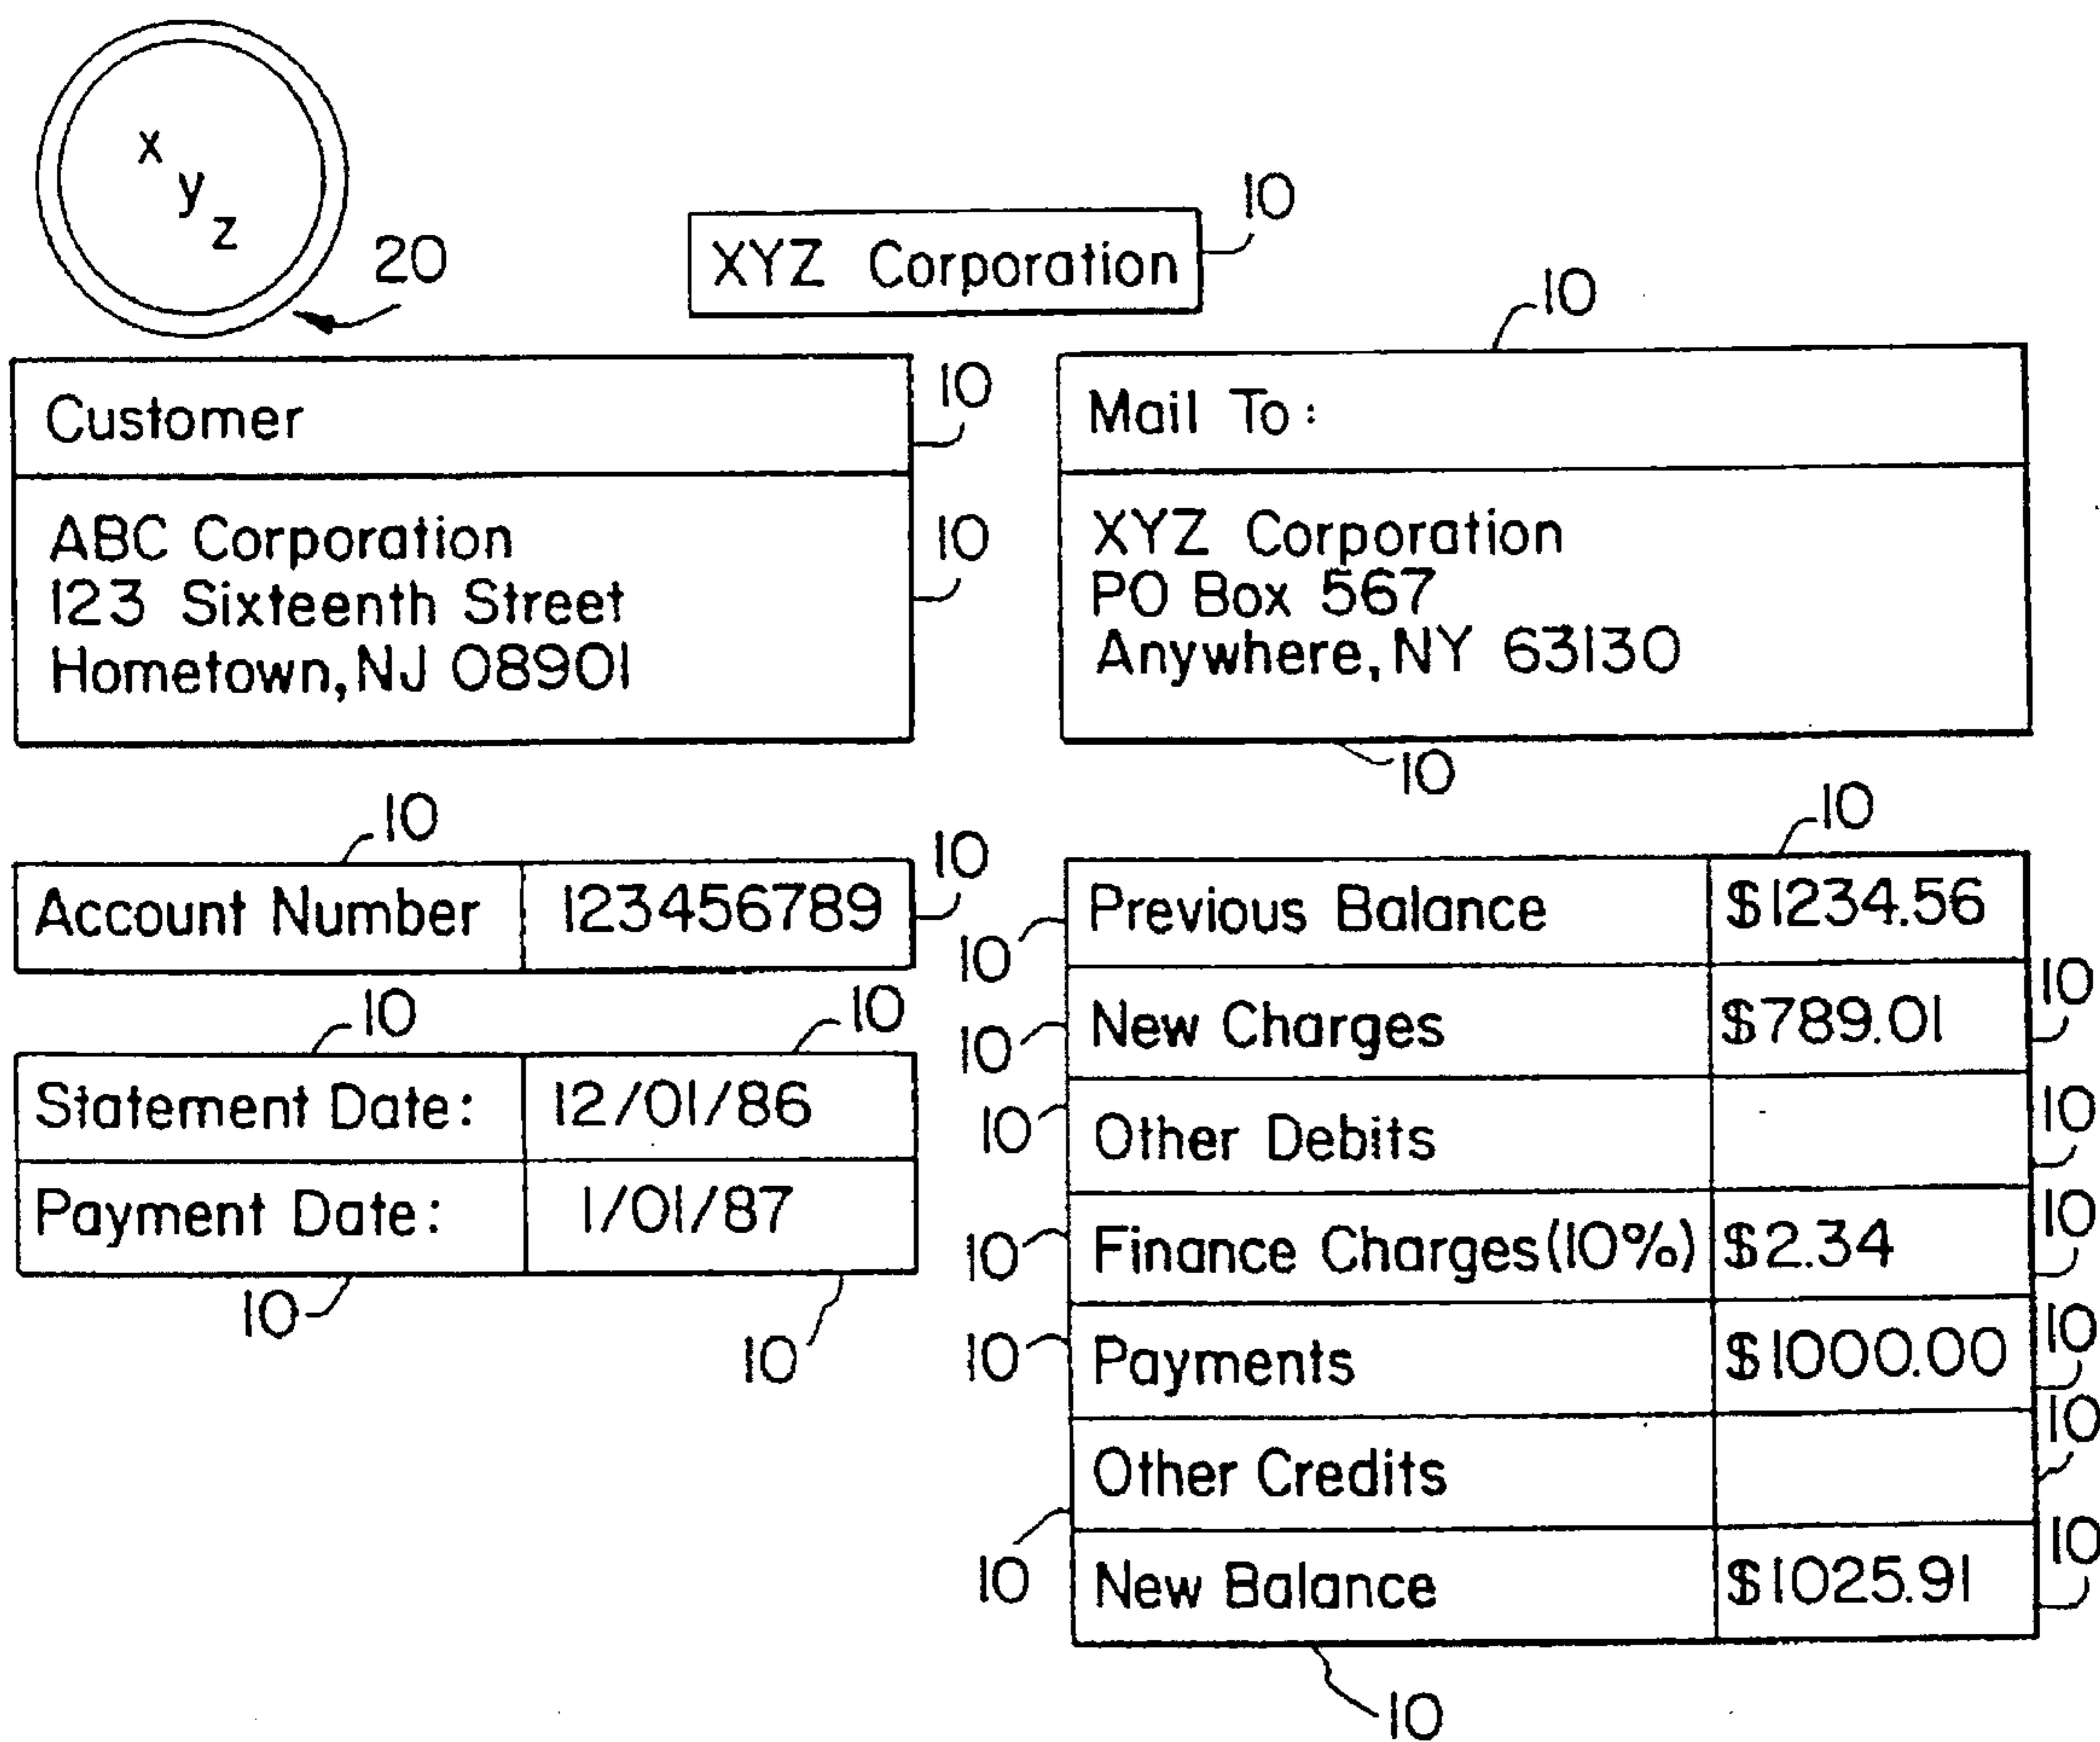 x
y
z
20
XYZ Corporation
10
10
Customer
10
Mail To:
ABC Corporation
123 Sixteenth Street
Hometown, NJ 08901
10
XYZ Corporation
PO Box 567
Anywhere, NY 63130
10
10
10
10
Account Number 123456789
10
Previous Balance $1234.56
10
10
10
New Charges $789.01
10
10
Statement Date: 12/01/86
10
Other Debits
10
Payment Date: 1/01/87
10
Finance Charges (10%) $2.34
10
10
10
10
Payments $1000.00
10
Other Credits
10
10
New Balance $1025.91
10
10